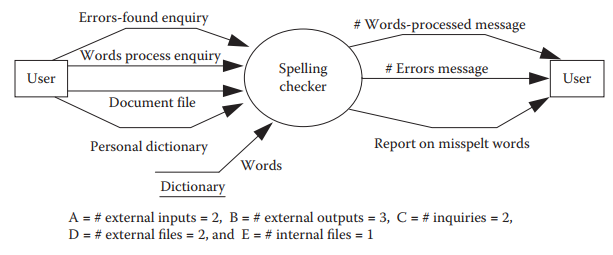 Errors-found enquiry
# Words-processed message
Words process enquiry
User
Spelling
checker
# Errors message
User
Document file
Personal dictionary
Report on misspelt words
Words
Dictionary
A = # external inputs = 2, B = # external outputs = 3, C = # inquiries = 2,
D = # external files = 2, and E = # internal files = 1